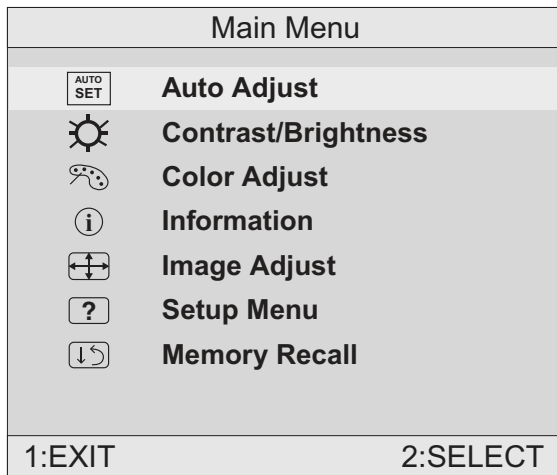 Main Menu
AUTO
SET
Auto Adjust
Contrast/Brightness
Color Adjust
i
Information
Image Adjust
?
Setup Menu
Memory Recall
1:EXIT 2:SELECT